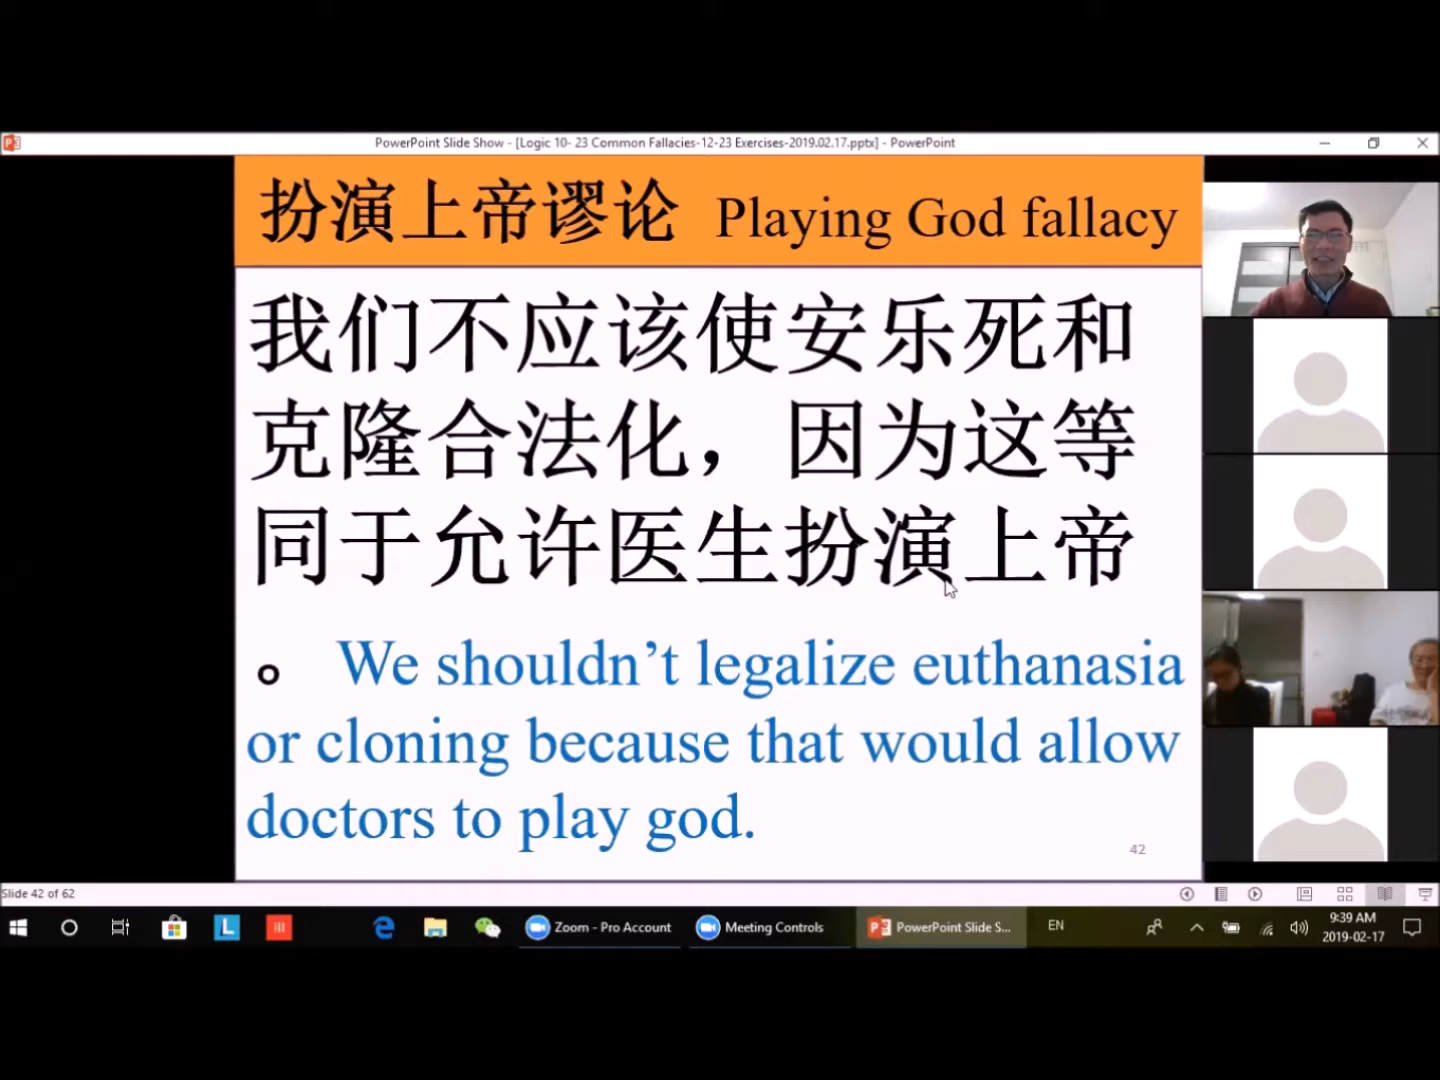 PowerPoint Slide Show - [Logic 10- 23 Common Fallacies-12-23 Exercises-2019.02.17.pptx] - PowerPoint
扮演上帝谬论 Playing God fallacy
我们不应该使安乐死和
克隆合法化，因为这等
同于允许医生扮演上帝
。 We shouldn’t legalize euthanasia
or cloning because that would allow
doctors to play god.
42
Slide 42 of 62
Zoom - Pro Account
Meeting Controls
PowerPoint Slide S...
EN
9:39 AM
2019-02-17